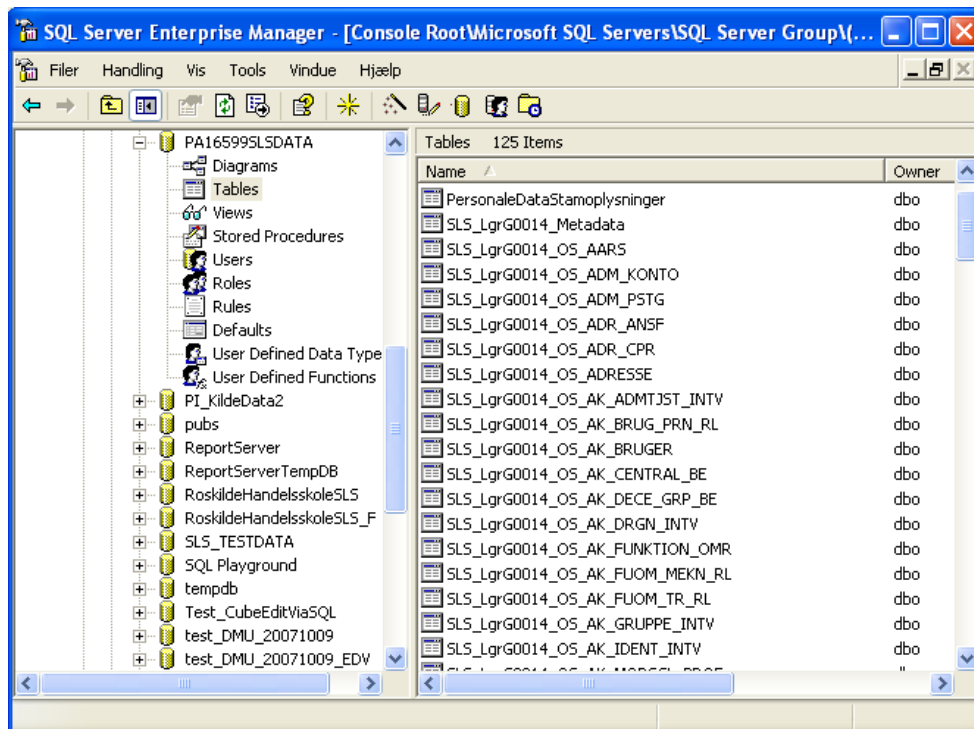 SQL Server Enterprise Manager - [Console Root\Microsoft SQL Servers\SQL Server Group\(...
Filer Handling Vis Tools Vindue Hjælp
PA16599SLSDATA
Diagrams
Tables
Views
Stored Procedures
Users
Roles
Rules
Defaults
User Defined Data Type
User Defined Functions
PI_KildeData2
pubs
ReportServer
ReportServerTempDB
RoskildeHandelsskoleSLS
RoskildeHandelsskoleSLS_F
SLS_TESTDATA
SQL Playground
tempdb
Test_CubeEditViaSQL
test_DMU_20071009
test_DMU_20071009_EDV
Tables 125 Items
Name Owner
PersonaleDataStamoplysninger dbo
SLS_LgrG0014_Metadata dbo
SLS_LgrG0014_OS_AARS dbo
SLS_LgrG0014_OS_ADM_KONTO dbo
SLS_LgrG0014_OS_ADM_PSTG dbo
SLS_LgrG0014_OS_ADR_ANSF dbo
SLS_LgrG0014_OS_ADR_CPR dbo
SLS_LgrG0014_OS_ADRESSE dbo
SLS_LgrG0014_OS_AK_ADMTJST_INTV dbo
SLS_LgrG0014_OS_AK_BRUG_PRN_RL dbo
SLS_LgrG0014_OS_AK_BRUGER dbo
SLS_LgrG0014_OS_AK_CENTRAL_BE dbo
SLS_LgrG0014_OS_AK_DECE_GRP_BE dbo
SLS_LgrG0014_OS_AK_DRGN_INTV dbo
SLS_LgrG0014_OS_AK_FUNKTION_OMR dbo
SLS_LgrG0014_OS_AK_FUOM_MEKN_RL dbo
SLS_LgrG0014_OS_AK_FUOM_TR_RL dbo
SLS_LgrG0014_OS_AK_GRUPPE_INTV dbo
SLS_LgrG0014_OS_AK_IDENT_INTV dbo